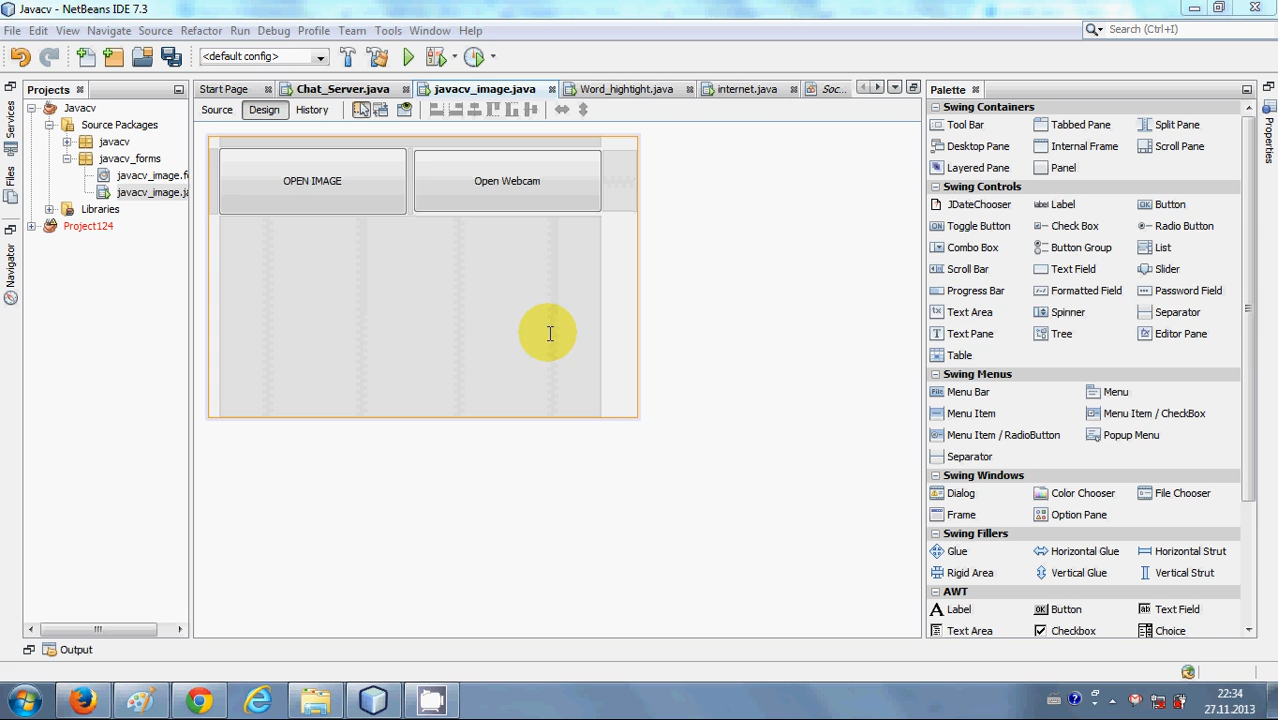 Javacv - NetBeans IDE 7.3
File Edit View Navigate Source Refactor Run Debug Profile Team Tools Window Help
Search (Ctrl+I)
<default config>
Projects
Start Page Chat_Server.java javacv_image.java Word_hightight.java internet.java Soc...
Palette
Source Design History
Services
Files
Navigator
Properties
Javacv
Source Packages
javacv
javacv_forms
javacv_image.f
javacv_image.ja
Libraries
Project124
OPEN IMAGE
Open Webcam
Swing Containers
Tool Bar Tabbed Pane Split Pane
Desktop Pane Internal Frame Scroll Pane
Layered Pane Panel
Swing Controls
JDateChooser label Label OK Button
Toggle Button Check Box Radio Button
Combo Box Button Group List
Scroll Bar Text Field Slider
Progress Bar Formatted Field Password Field
Text Area Spinner Separator
Text Pane Tree Editor Pane
Table
Swing Menus
File Menu Bar Menu
Menu Item Menu Item / CheckBox
Menu Item / RadioButton Popup Menu
Separator
Swing Windows
Dialog Color Chooser File Chooser
Frame Option Pane
Swing Fillers
Glue Horizontal Glue Horizontal Strut
Rigid Area Vertical Glue Vertical Strut
AWT
A Label OK Button ab Text Field
Text Area Checkbox Choice
Output
22:34
27.11.2013